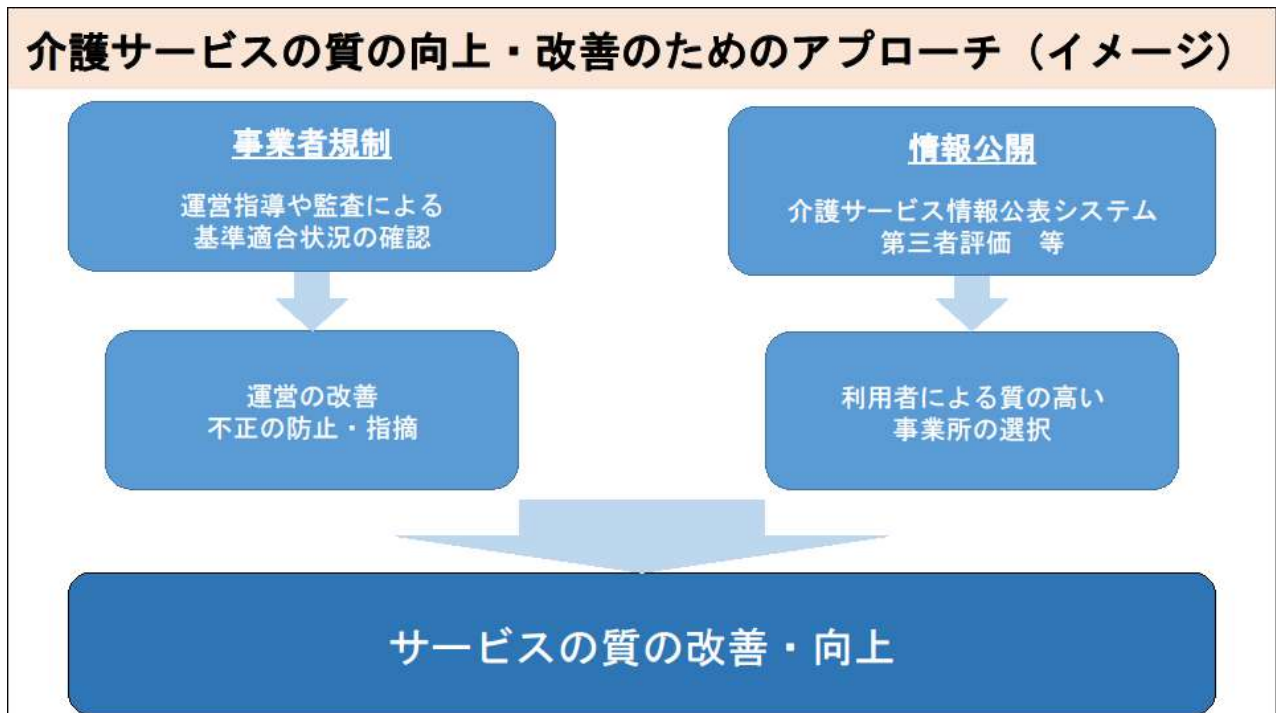 介護サービスの質の向上・改善のためのアプローチ（イメージ）
事業者規制
運営指導や監査による
基準適合状況の確認
情報公開
介護サービス情報公表システム
第三者評価　等
運営の改善
不正の防止・指摘
利用者による質の高い
事業所の選択
サービスの質の改善・向上